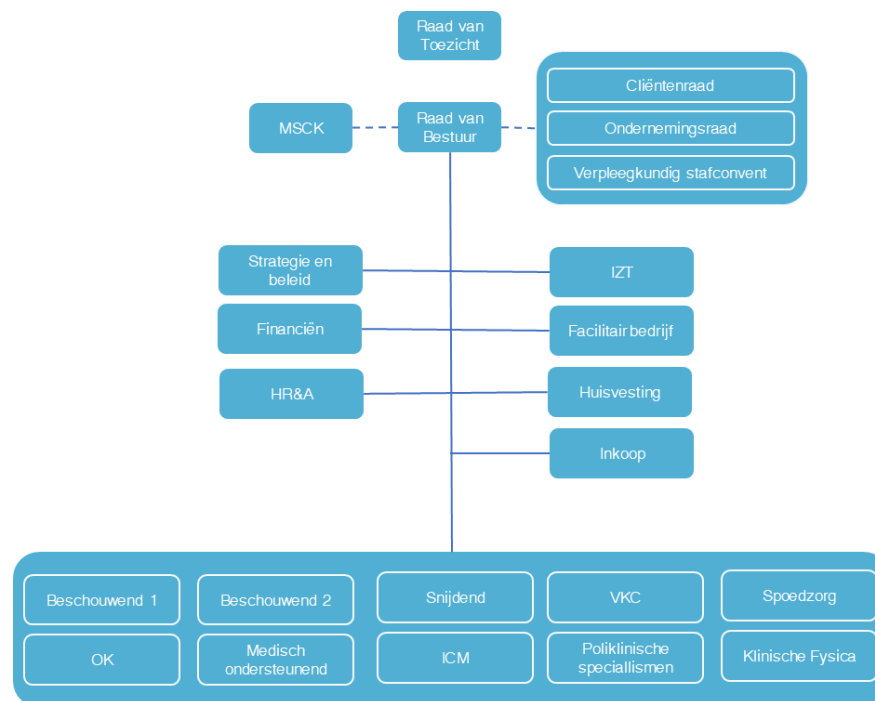 Raad van
Toezicht
Cliëntenraad
MSCK
Raad van
Bestuur
Ondernemingsraad
Verpleegkundig stafconvent
Strategie en
beleid
IZT
Financiën
Facilitair bedrijf
HR&A
Huisvesting
Inkoop
Beschouwend 1
Beschouwend 2
Snijdend
VKC
Spoedzorg
OK
Medisch
ondersteunend
ICM
Poliklinische
speciallismen
Klinische Fysica